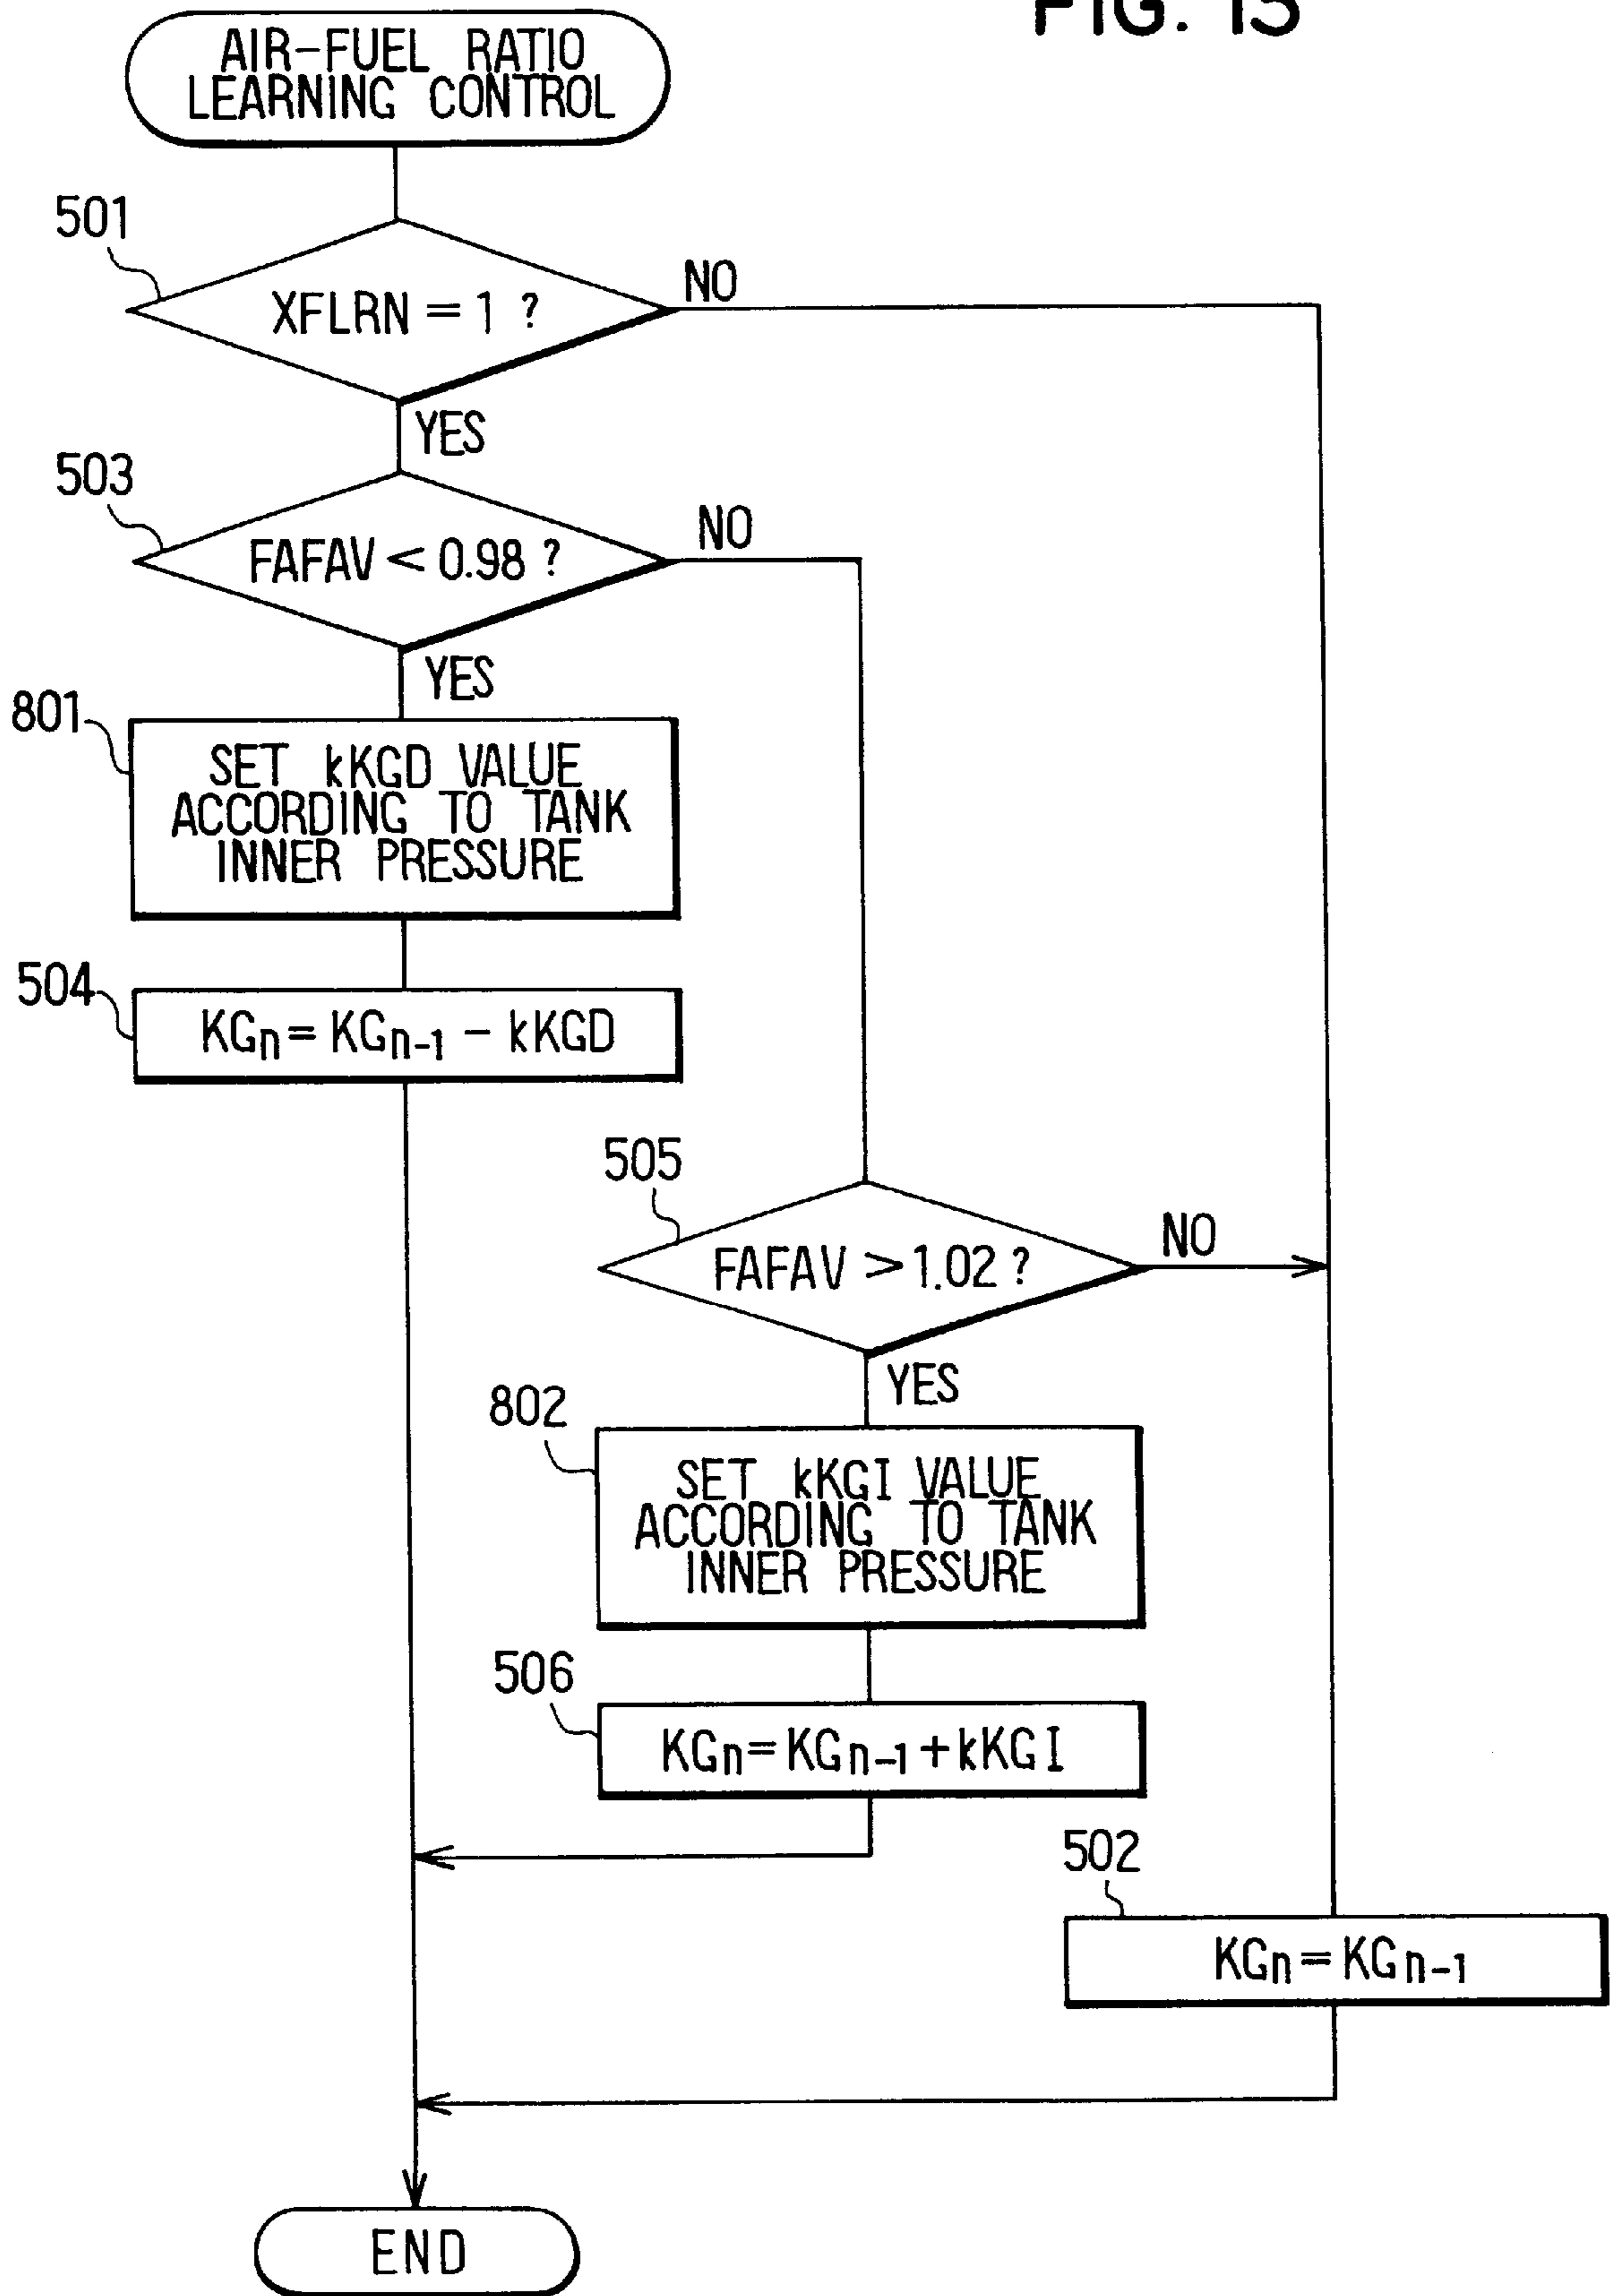 FIG. 13
AIR-FUEL RATIO
LEARNING CONTROL
501
XFLRN = 1 ?
NO
YES
503
FAFAV < 0.98 ?
NO
YES
801
SET kKGD VALUE
ACCORDING TO TANK
INNER PRESSURE
504
KGn = KGn-1 - kKGD
505
FAFAV > 1.02 ?
NO
YES
802
SET kKGI VALUE
ACCORDING TO TANK
INNER PRESSURE
506
KGn = KGn-1 + kKGI
502
KGn = KGn-1
END